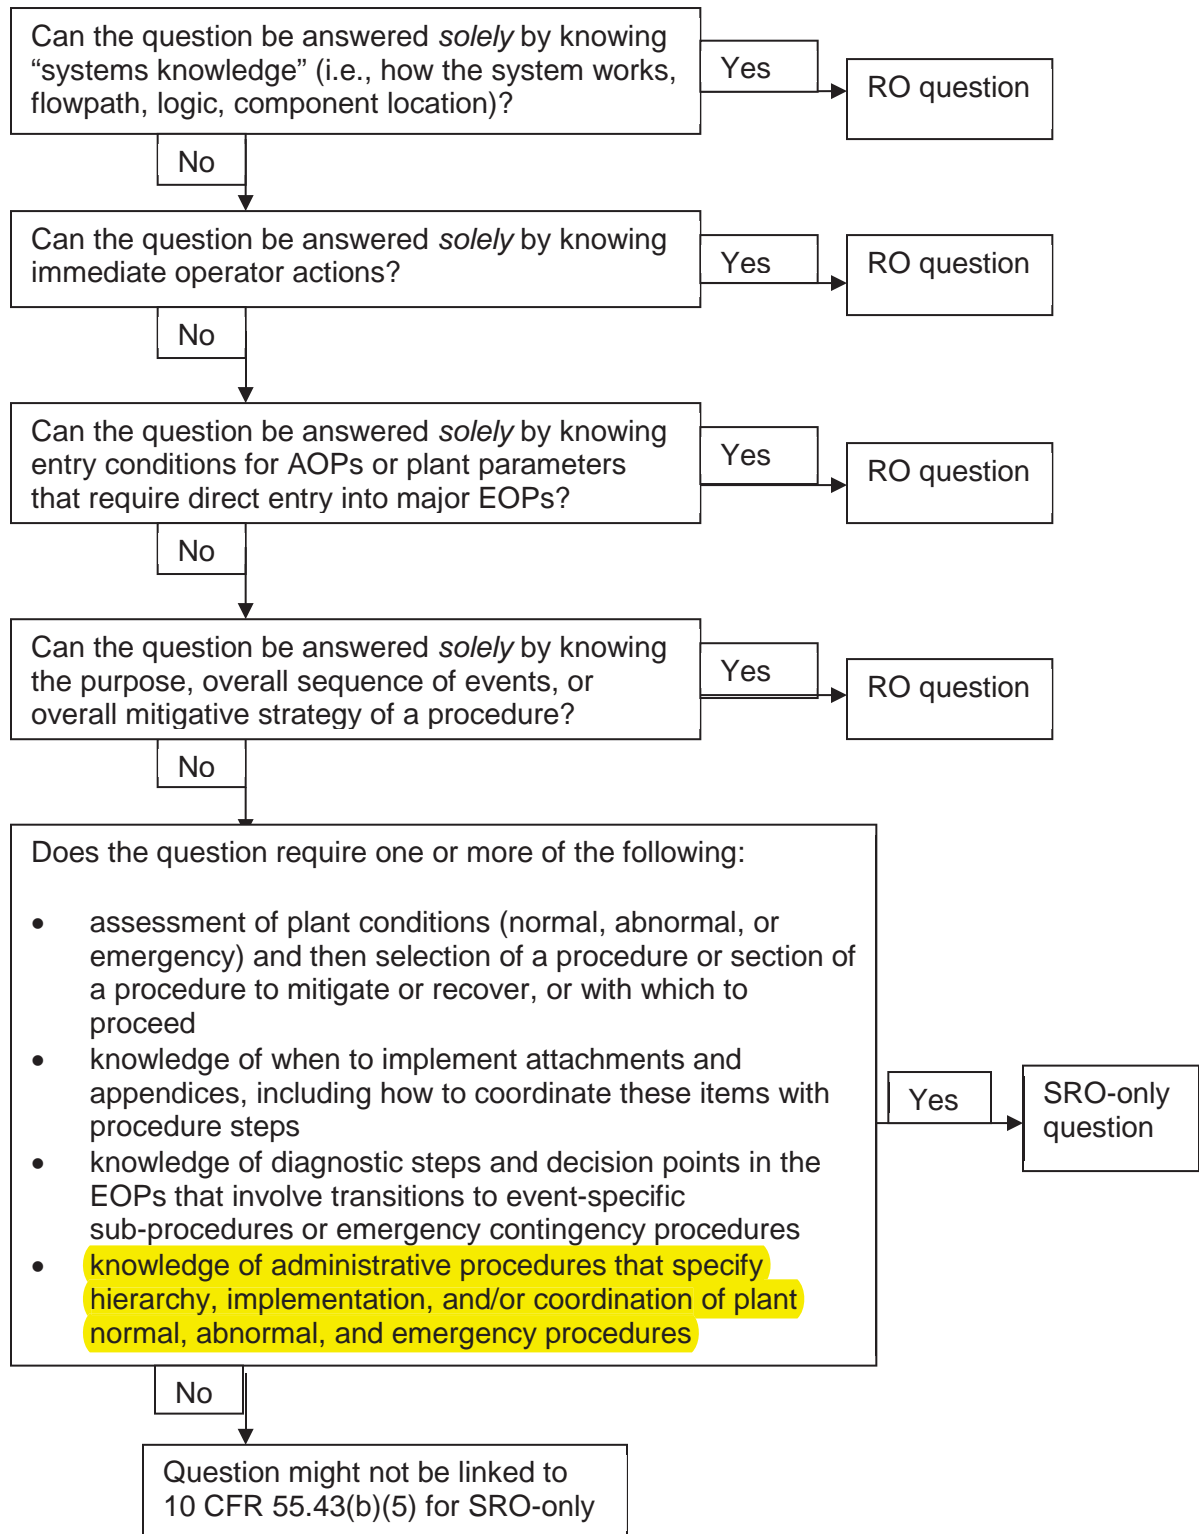 Can the question be answered solely by knowing
“systems knowledge” (i.e., how the system works,
flowpath, logic, component location)?
Yes
RO question
No
Can the question be answered solely by knowing
immediate operator actions?
Yes
RO question
No
Can the question be answered solely by knowing
entry conditions for AOPs or plant parameters
that require direct entry into major EOPs?
Yes
RO question
No
Can the question be answered solely by knowing
the purpose, overall sequence of events, or
overall mitigative strategy of a procedure?
Yes
RO question
No
Does the question require one or more of the following:
• assessment of plant conditions (normal, abnormal, or
emergency) and then selection of a procedure or section of
a procedure to mitigate or recover, or with which to
proceed
• knowledge of when to implement attachments and
appendices, including how to coordinate these items with
procedure steps
• knowledge of diagnostic steps and decision points in the
EOPs that involve transitions to event-specific
sub-procedures or emergency contingency procedures
• knowledge of administrative procedures that specify
hierarchy, implementation, and/or coordination of plant
normal, abnormal, and emergency procedures
Yes
SRO-only
question
No
Question might not be linked to
10 CFR 55.43(b)(5) for SRO-only